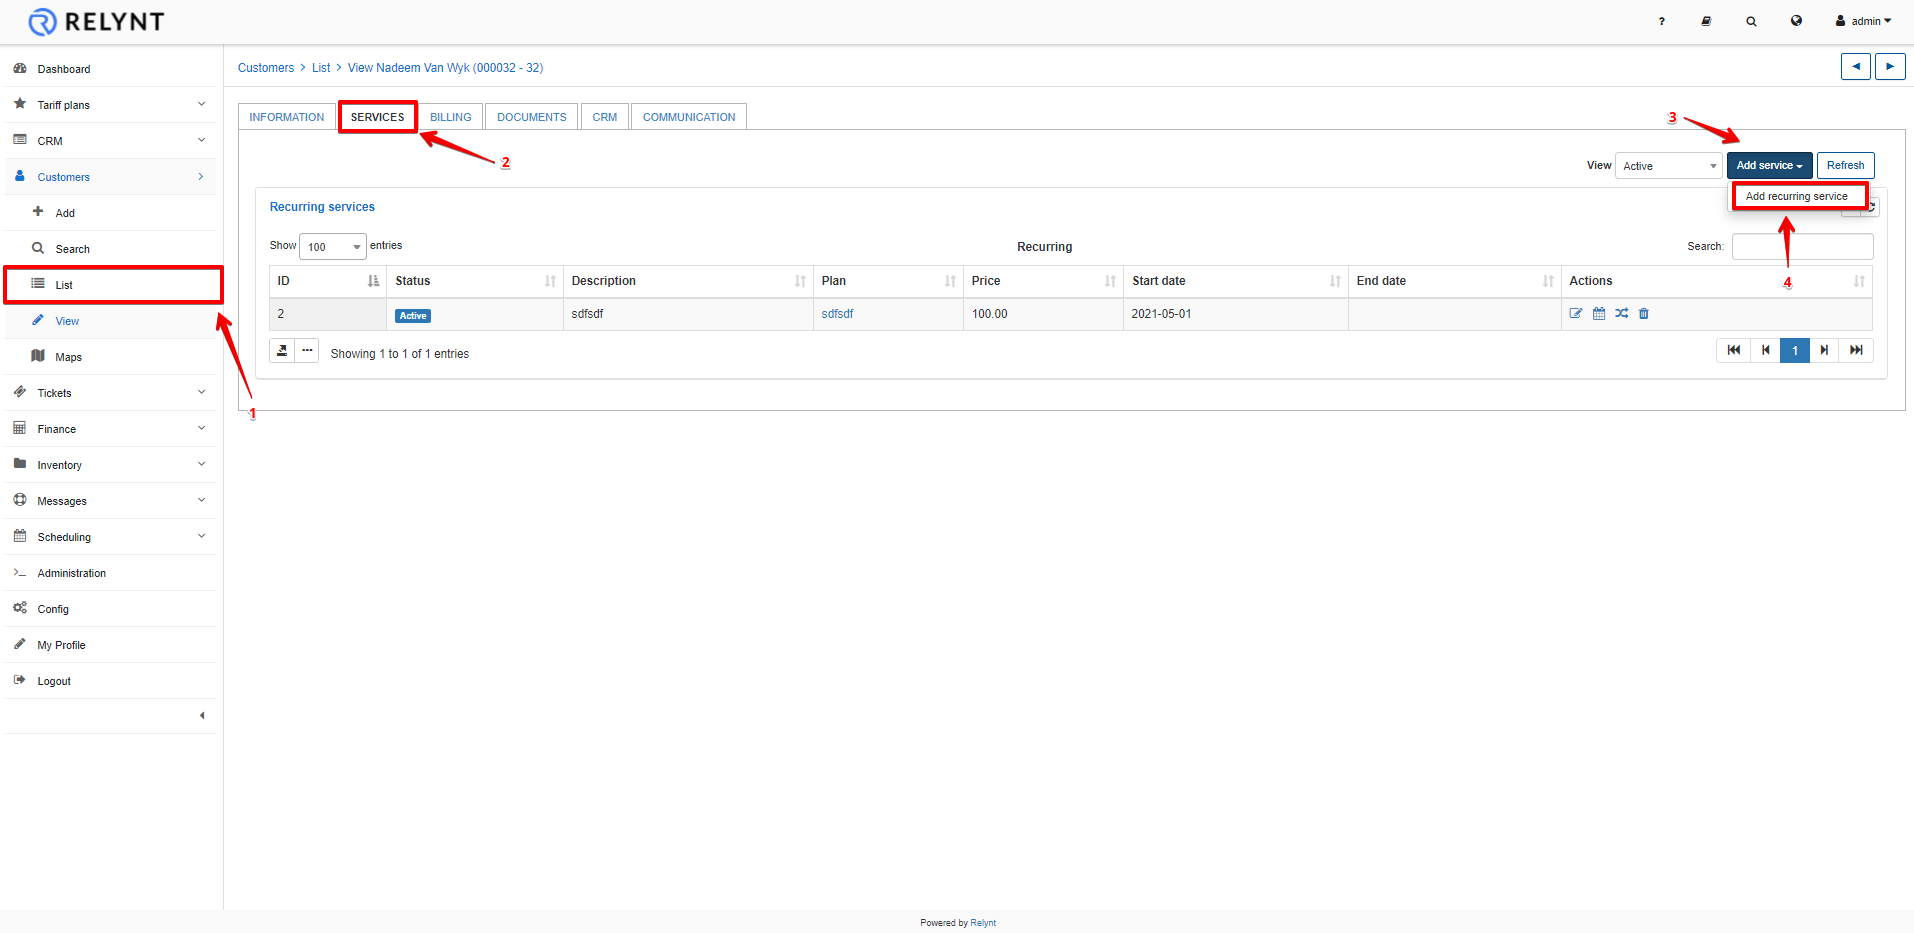 RELYNT
? admin
Dashboard
Tariff plans
CRM
Customers
Add
Search
List
View
Maps
Tickets
Finance
Inventory
Messages
Scheduling
Administration
Config
My Profile
Logout
Customers > List > View Nadeem Van Wyk (000032 - 32)
INFORMATION SERVICES BILLING DOCUMENTS CRM COMMUNICATION
1
2
3
4
View Active Add service Refresh
Add recurring service
Recurring services
Show 100 entries Recurring Search:
ID Status Description Plan Price Start date End date Actions
2 Active sdfsdf sdfsdf 100.00 2021-05-01
Showing 1 to 1 of 1 entries 1
Powered by Relynt